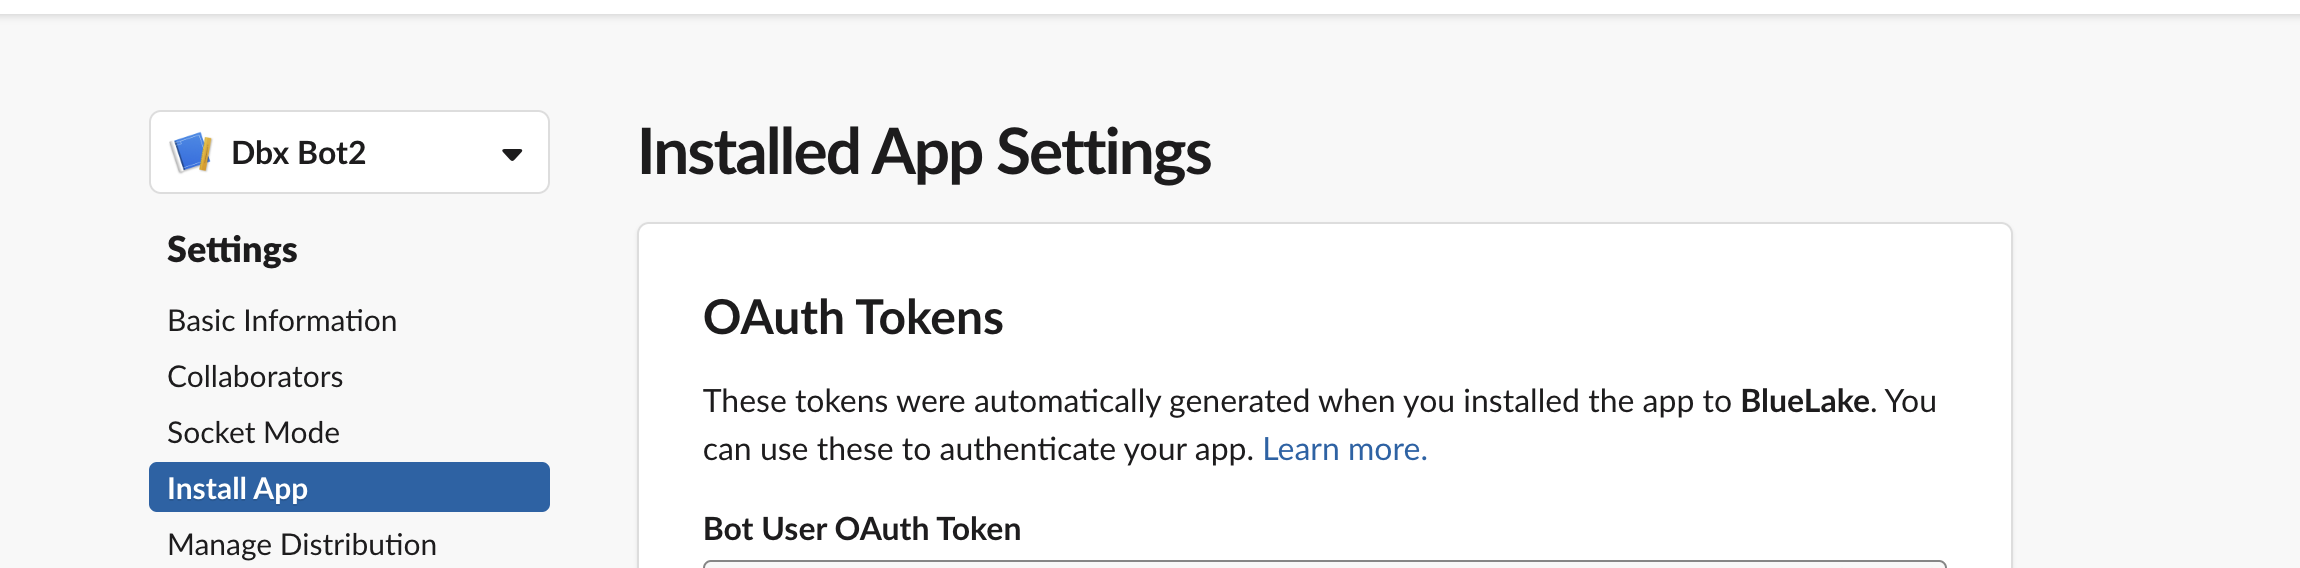 Dbx Bot2
Settings
Basic Information
Collaborators
Socket Mode
Install App
Manage Distribution
Installed App Settings
OAuth Tokens
These tokens were automatically generated when you installed the app to BlueLake. You
can use these to authenticate your app. Learn more.
Bot User OAuth Token